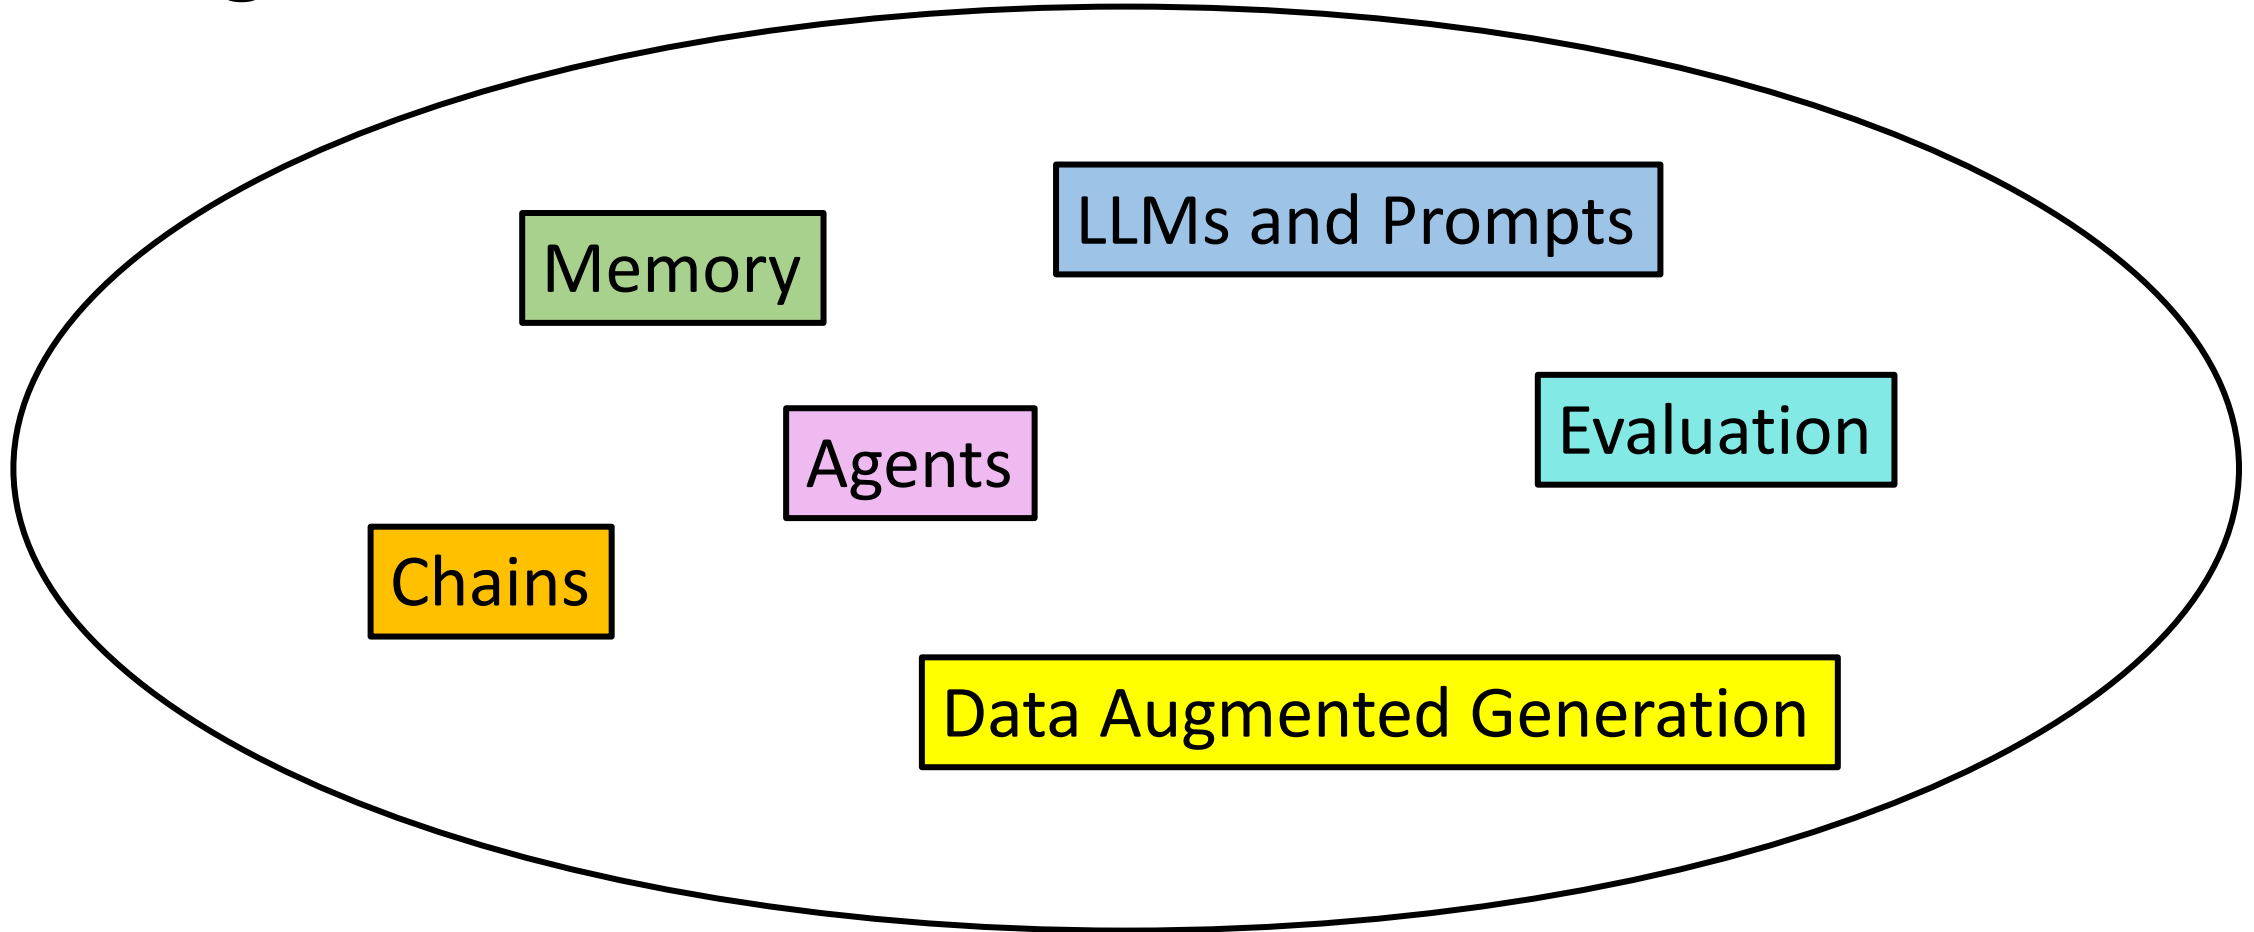 LLMs and Prompts
Memory
Evaluation
Agents
Chains
Data Augmented Generation